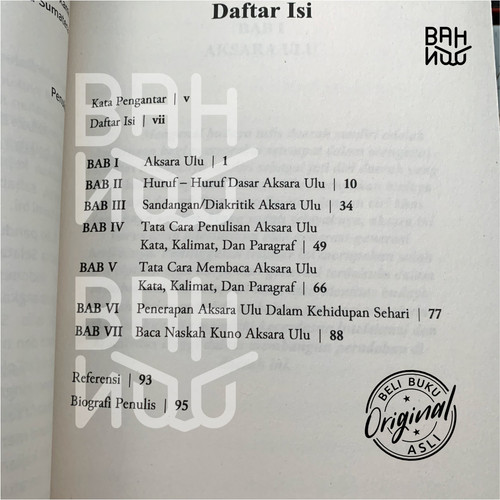 Daftar Isi
BAH
Kata Pengantar | v
Daftar Isi | vii
BAB I Aksara Ulu | 1
BAB II Huruf – Huruf Dasar Aksara Ulu | 10
BAB III Sandangan/Diakritik Aksara Ulu | 34
BAB IV Tata Cara Penulisan Aksara Ulu
Kata, Kalimat, Dan Paragraf | 49
BAB V Tata Cara Membaca Aksara Ulu
Kata, Kalimat, Dan Paragraf | 66
BAB VI Penerapan Aksara Ulu Dalam Kehidupan Sehari | 77
BAB VII Baca Naskah Kuno Aksara Ulu | 88
Referensi | 93
Biografi Penulis | 95
BELI BUKU
Original
ASLI